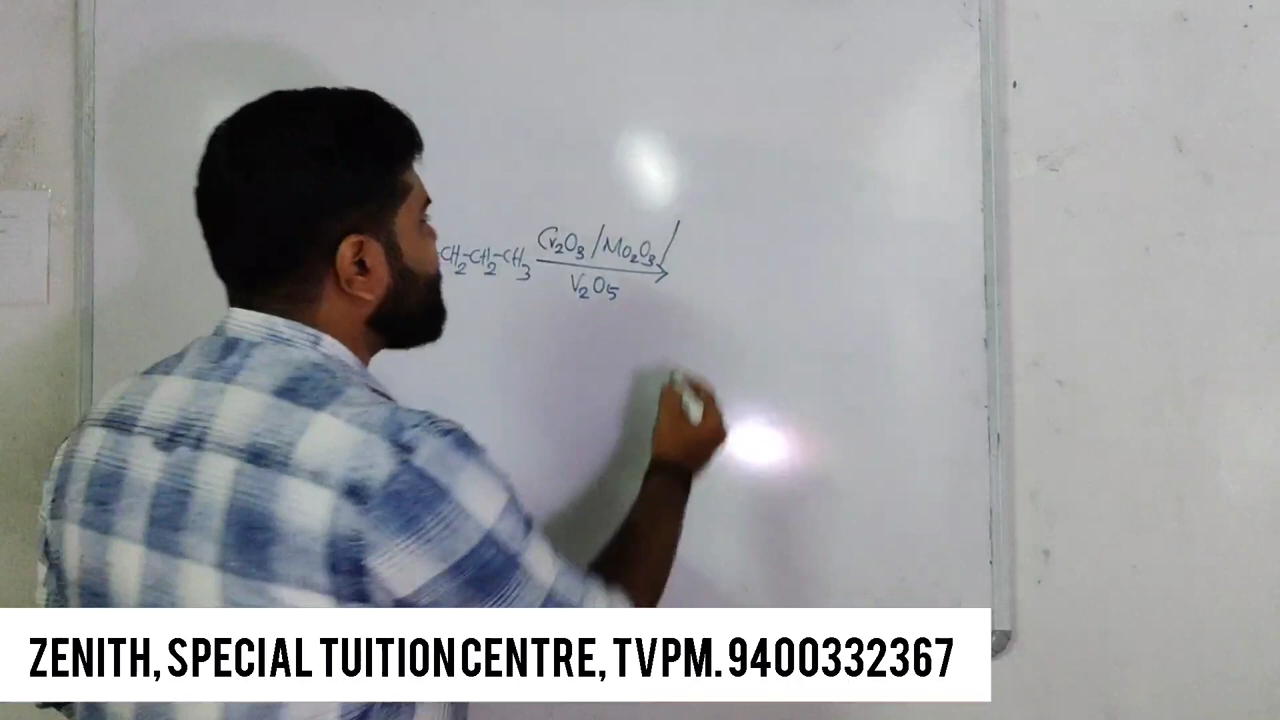 -CH₂-CH₂-CH₃ Cr₂O₃/Mo₂O₃/
V₂O₅
ZENITH, SPECIAL TUITION CENTRE, TVPM. 9400332367